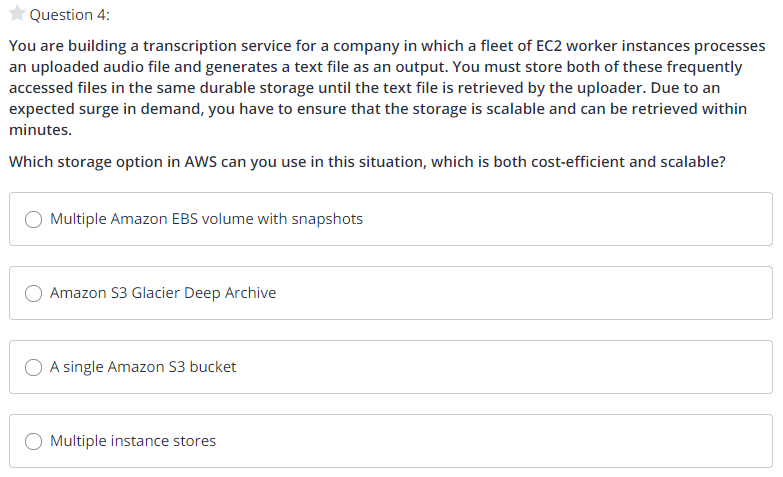 Question 4:
You are building a transcription service for a company in which a fleet of EC2 worker instances processes
an uploaded audio file and generates a text file as an output. You must store both of these frequently
accessed files in the same durable storage until the text file is retrieved by the uploader. Due to an
expected surge in demand, you have to ensure that the storage is scalable and can be retrieved within
minutes.
Which storage option in AWS can you use in this situation, which is both cost-efficient and scalable?
Multiple Amazon EBS volume with snapshots
Amazon S3 Glacier Deep Archive
A single Amazon S3 bucket
Multiple instance stores